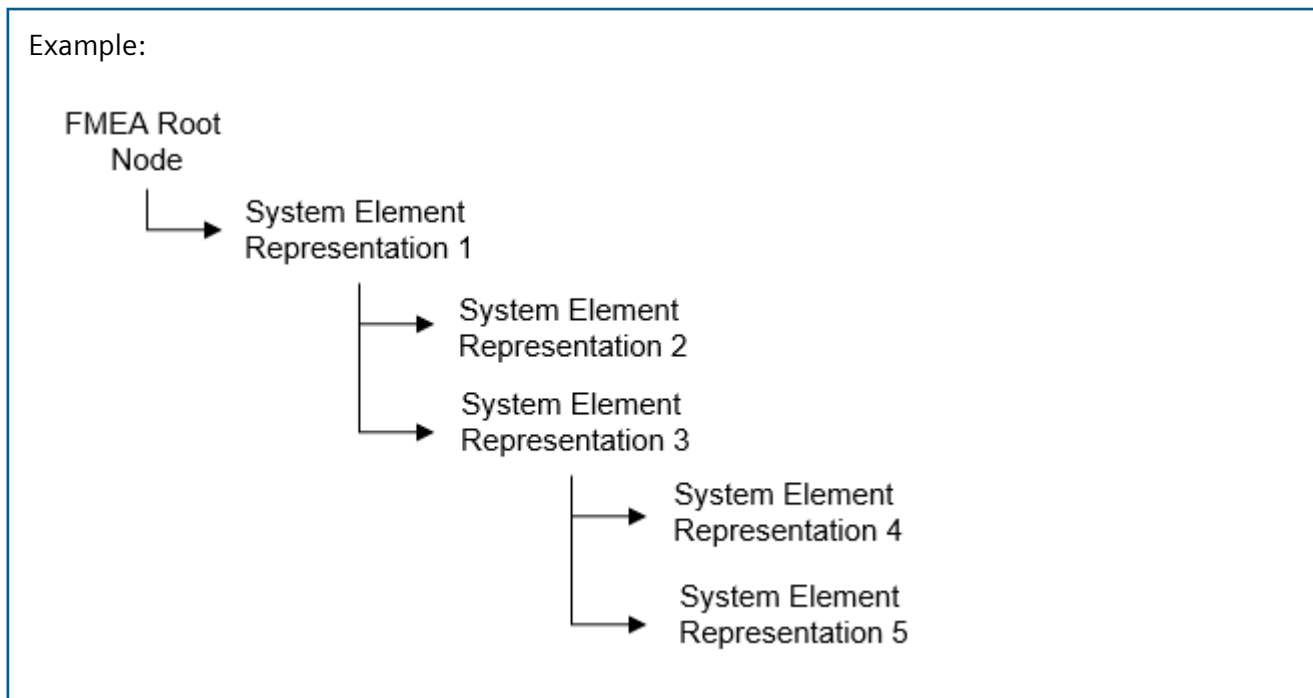 Example:
FMEA Root
Node
System Element
Representation 1
System Element
Representation 2
System Element
Representation 3
System Element
Representation 4
System Element
Representation 5